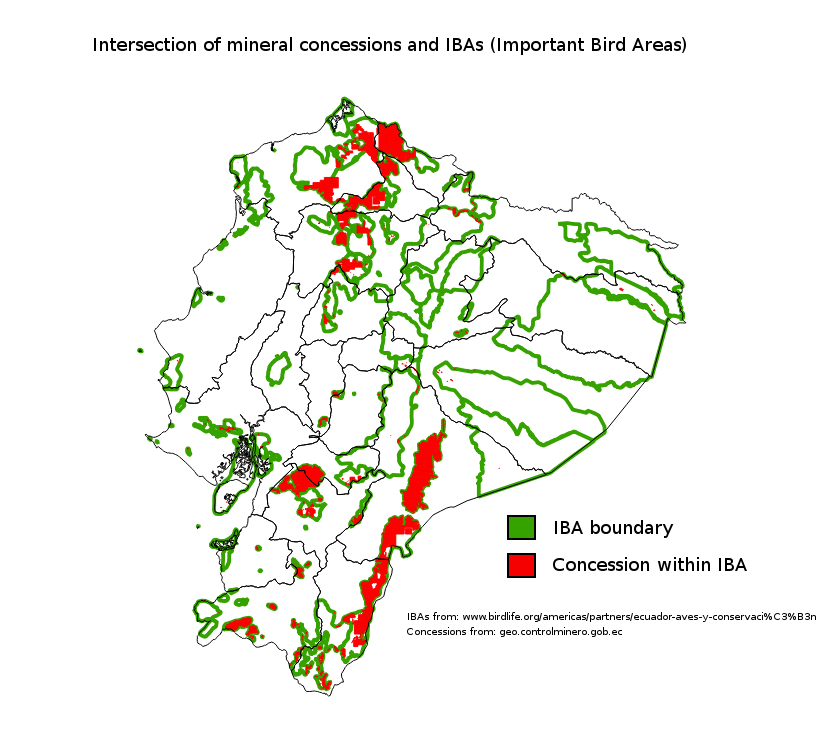 Intersection of mineral concessions and IBAs (Important Bird Areas)
IBA boundary
Concession within IBA
IBAs from: www.birdlife.org/americas/partners/ecuador-aves-y-conservaci%C3%B3n
Concessions from: geo.controlminero.gob.ec